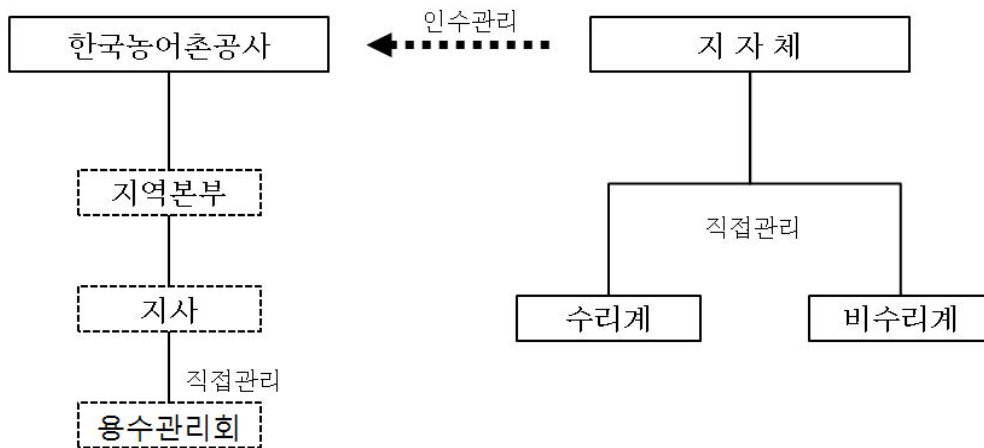 인수관리
한국농어촌공사
지 자 체
지역본부
직접관리
지사
수리계
비수리계
직접관리
용수관리회